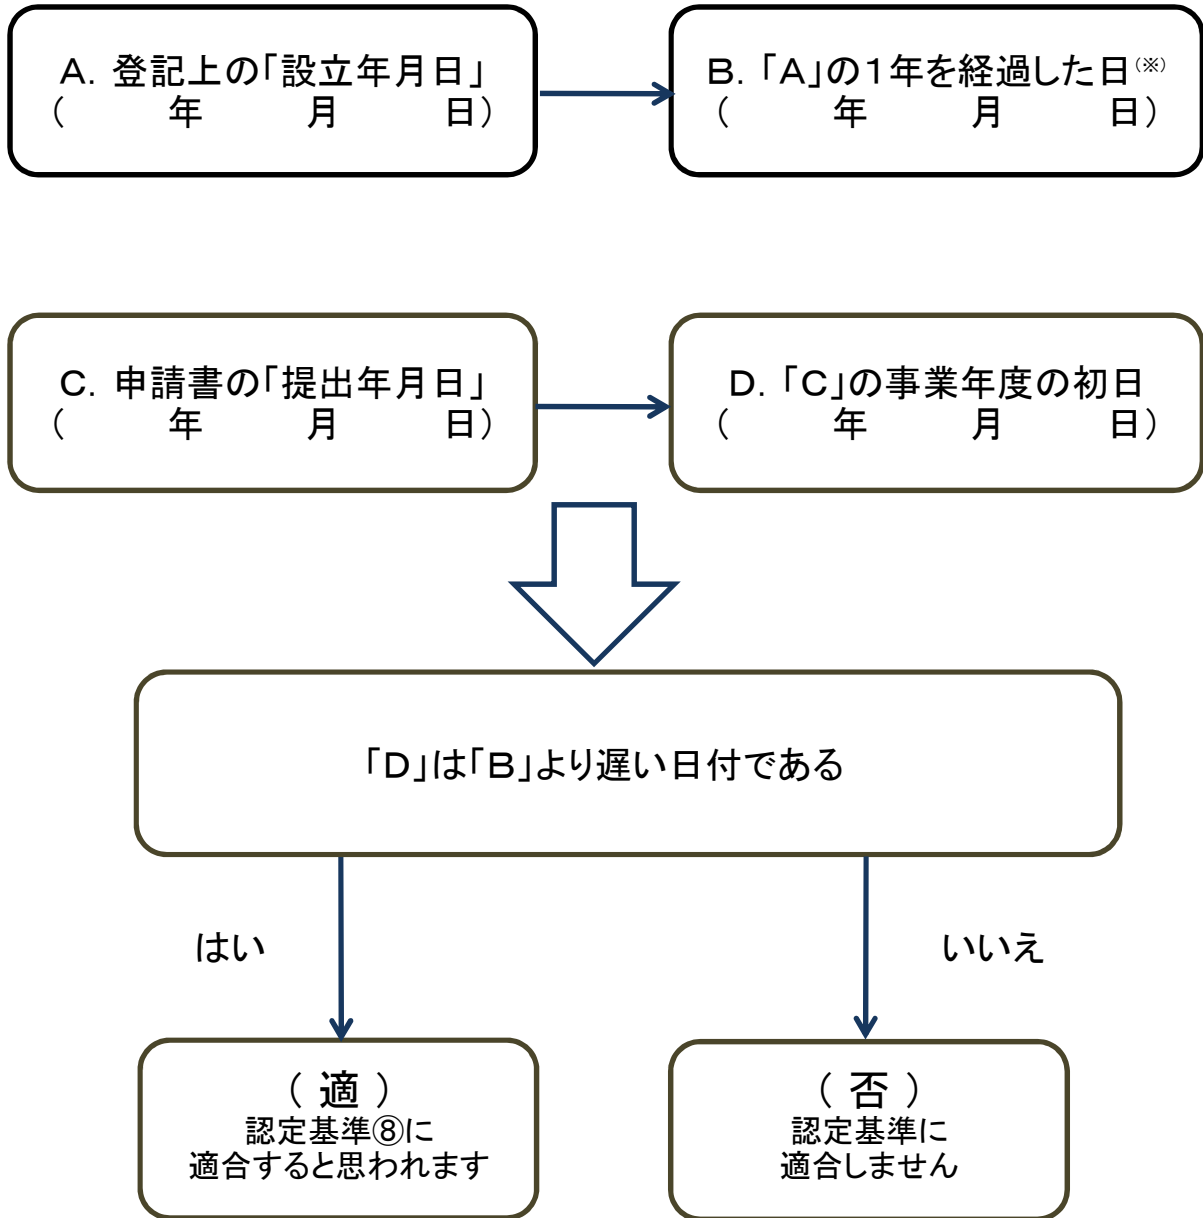 A. 登記上の「設立年月日」
(　　　年　　　月　　　日)
B. 「A」の1年を経過した日(※)
(　　　年　　　月　　　日)
C. 申請書の「提出年月日」
(　　　年　　　月　　　日)
D. 「C」の事業年度の初日
(　　　年　　　月　　　日)
「D」は「B」より遅い日付である
はい
いいえ
(適)
認定基準⑧に
適合すると思われます
(否)
認定基準に
適合しません